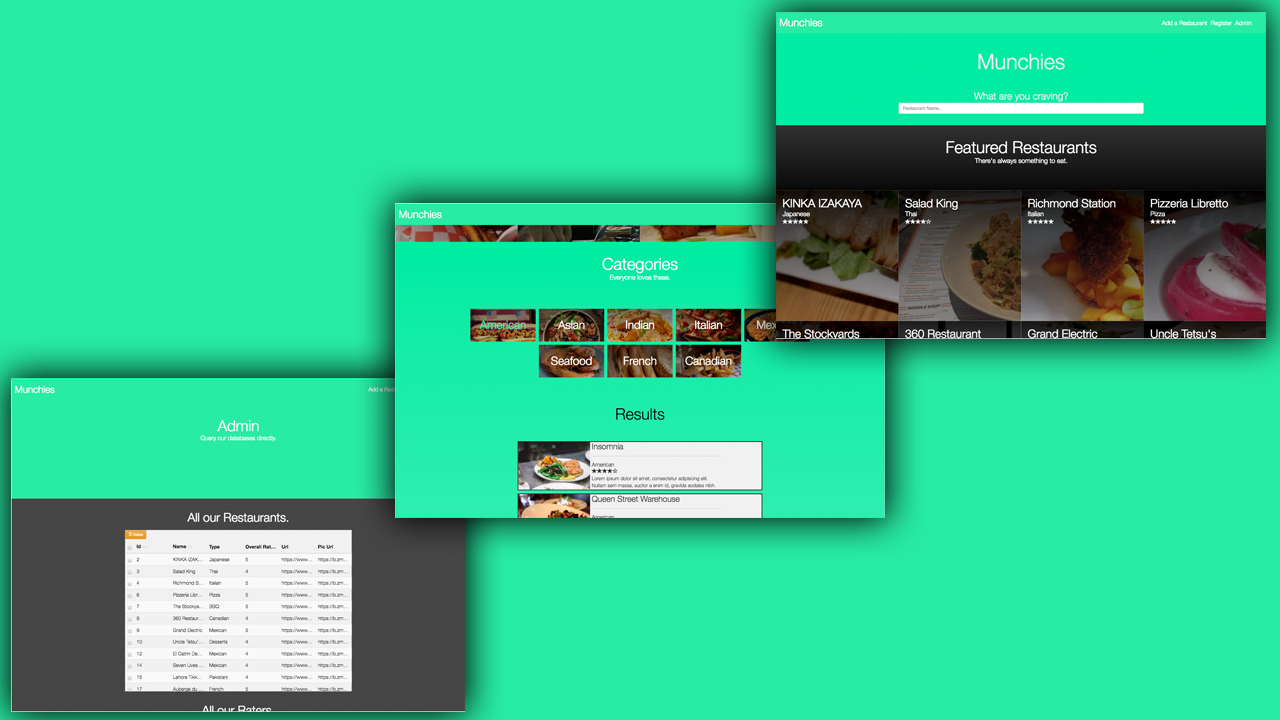 Munchies
Add a Restaurant Register Admin
Munchies
What are you craving?
Restaurant Name...
Featured Restaurants
There's always something to eat.
KINKA IZAKAYA
Japanese
★★★★★
Salad King
Thai
★★★★☆
Richmond Station
Italian
★★★★★
Pizzeria Libretto
Pizza
★★★★★
The Stockyards
360 Restaurant
Grand Electric
Uncle Tetsu's
Munchies
Categories
Everyone loves these.
American Asian Indian Italian Mex
Seafood French Canadian
Results
Insomnia
American
★★★★☆
Lorem ipsum dolor sit amet, consectetur adipiscing elit.
Nullam sem massa, auctor a enim id, gravida sodales nibh.
Queen Street Warehouse
American
Munchies
Add a Res
Admin
Query our databases directly.
All our Restaurants.
Id Name Type Overall Rat... Url Pic Url
2 KINKA IZAK... Japanese 5 https://www... https://b.zm...
3 Salad King Thai 4 https://www... https://b.zm...
4 Richmond S... Italian 5 https://www... https://b.zm...
6 Pizzeria Libr... Pizza 5 https://www... https://b.zm...
7 The Stockya... BBQ 5 https://www... https://b.zm...
8 360 Restaur... Canadian 4 https://www... https://b.zm...
9 Grand Electric Mexican 5 https://www... https://b.zm...
10 Uncle Tetsu'... Desserts 4 https://www... https://b.zm...
12 El Catrin De... Mexican 4 https://www... https://b.zm...
14 Seven Lives ... Mexican 4 https://www... https://b.zm...
15 Lahore Tikk... Pakistani 4 https://www... https://b.zm...
17 Auberge du ... French 5 https://www... https://b.zm...
All our Raters